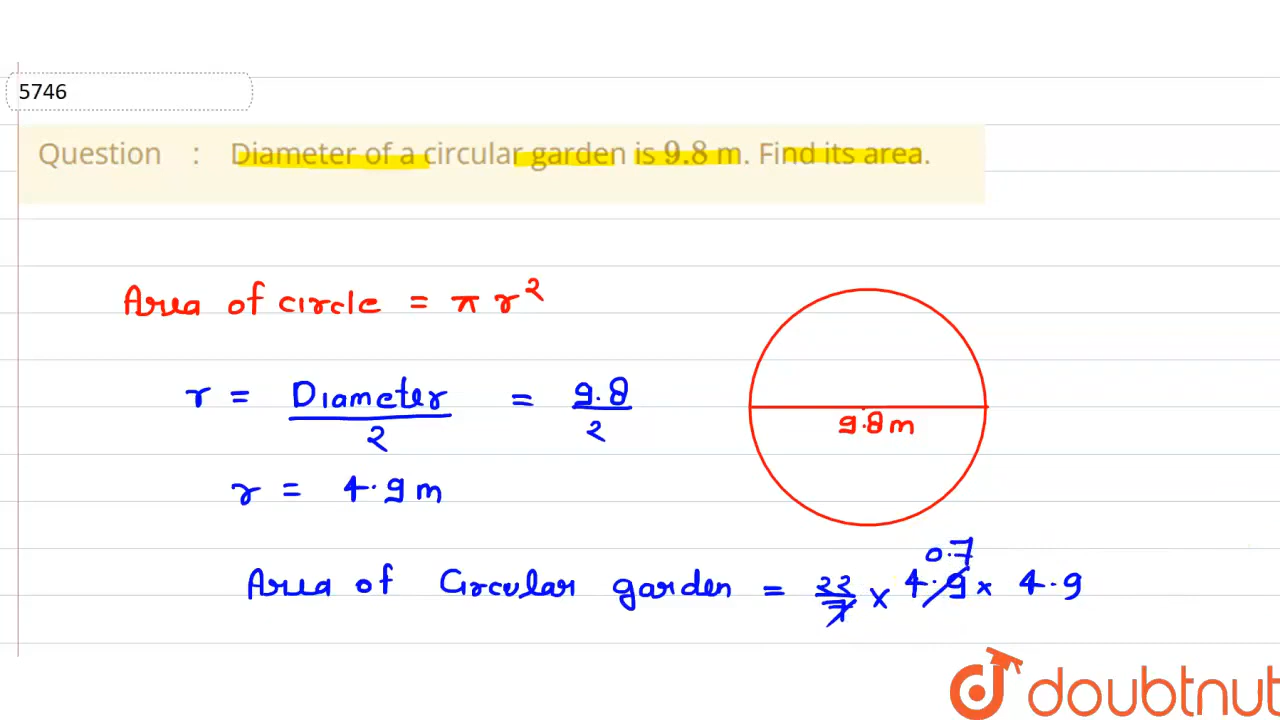 5746
Question : Diameter of a circular garden is 9.8 m. Find its area.
Area of circle = π r²
r = Diameter/2 = 9.8/2
9.8 m
r = 4.9 m
0.7
Area of Circular garden = 22/7 × 4.9 × 4.9
doubtnut